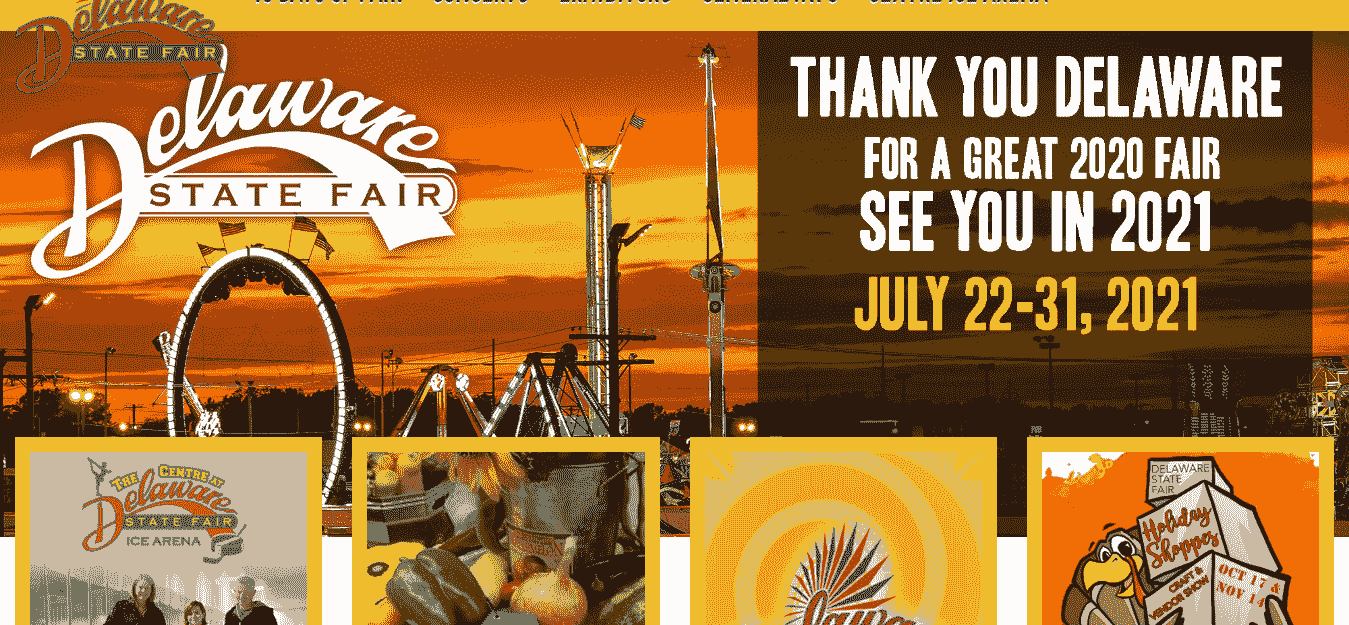 Delaware
STATE FAIR
Delaware
STATE FAIR
THANK YOU DELAWARE
FOR A GREAT 2020 FAIR
SEE YOU IN 2021
JULY 22-31, 2021
THE CENTRE AT
Delaware
STATE FAIR
ICE ARENA
DELAWARE
STATE
FAIR
Holiday
Shoppes
CRAFT &
VENDOR SHOW
OCT 17 &
NOV 14